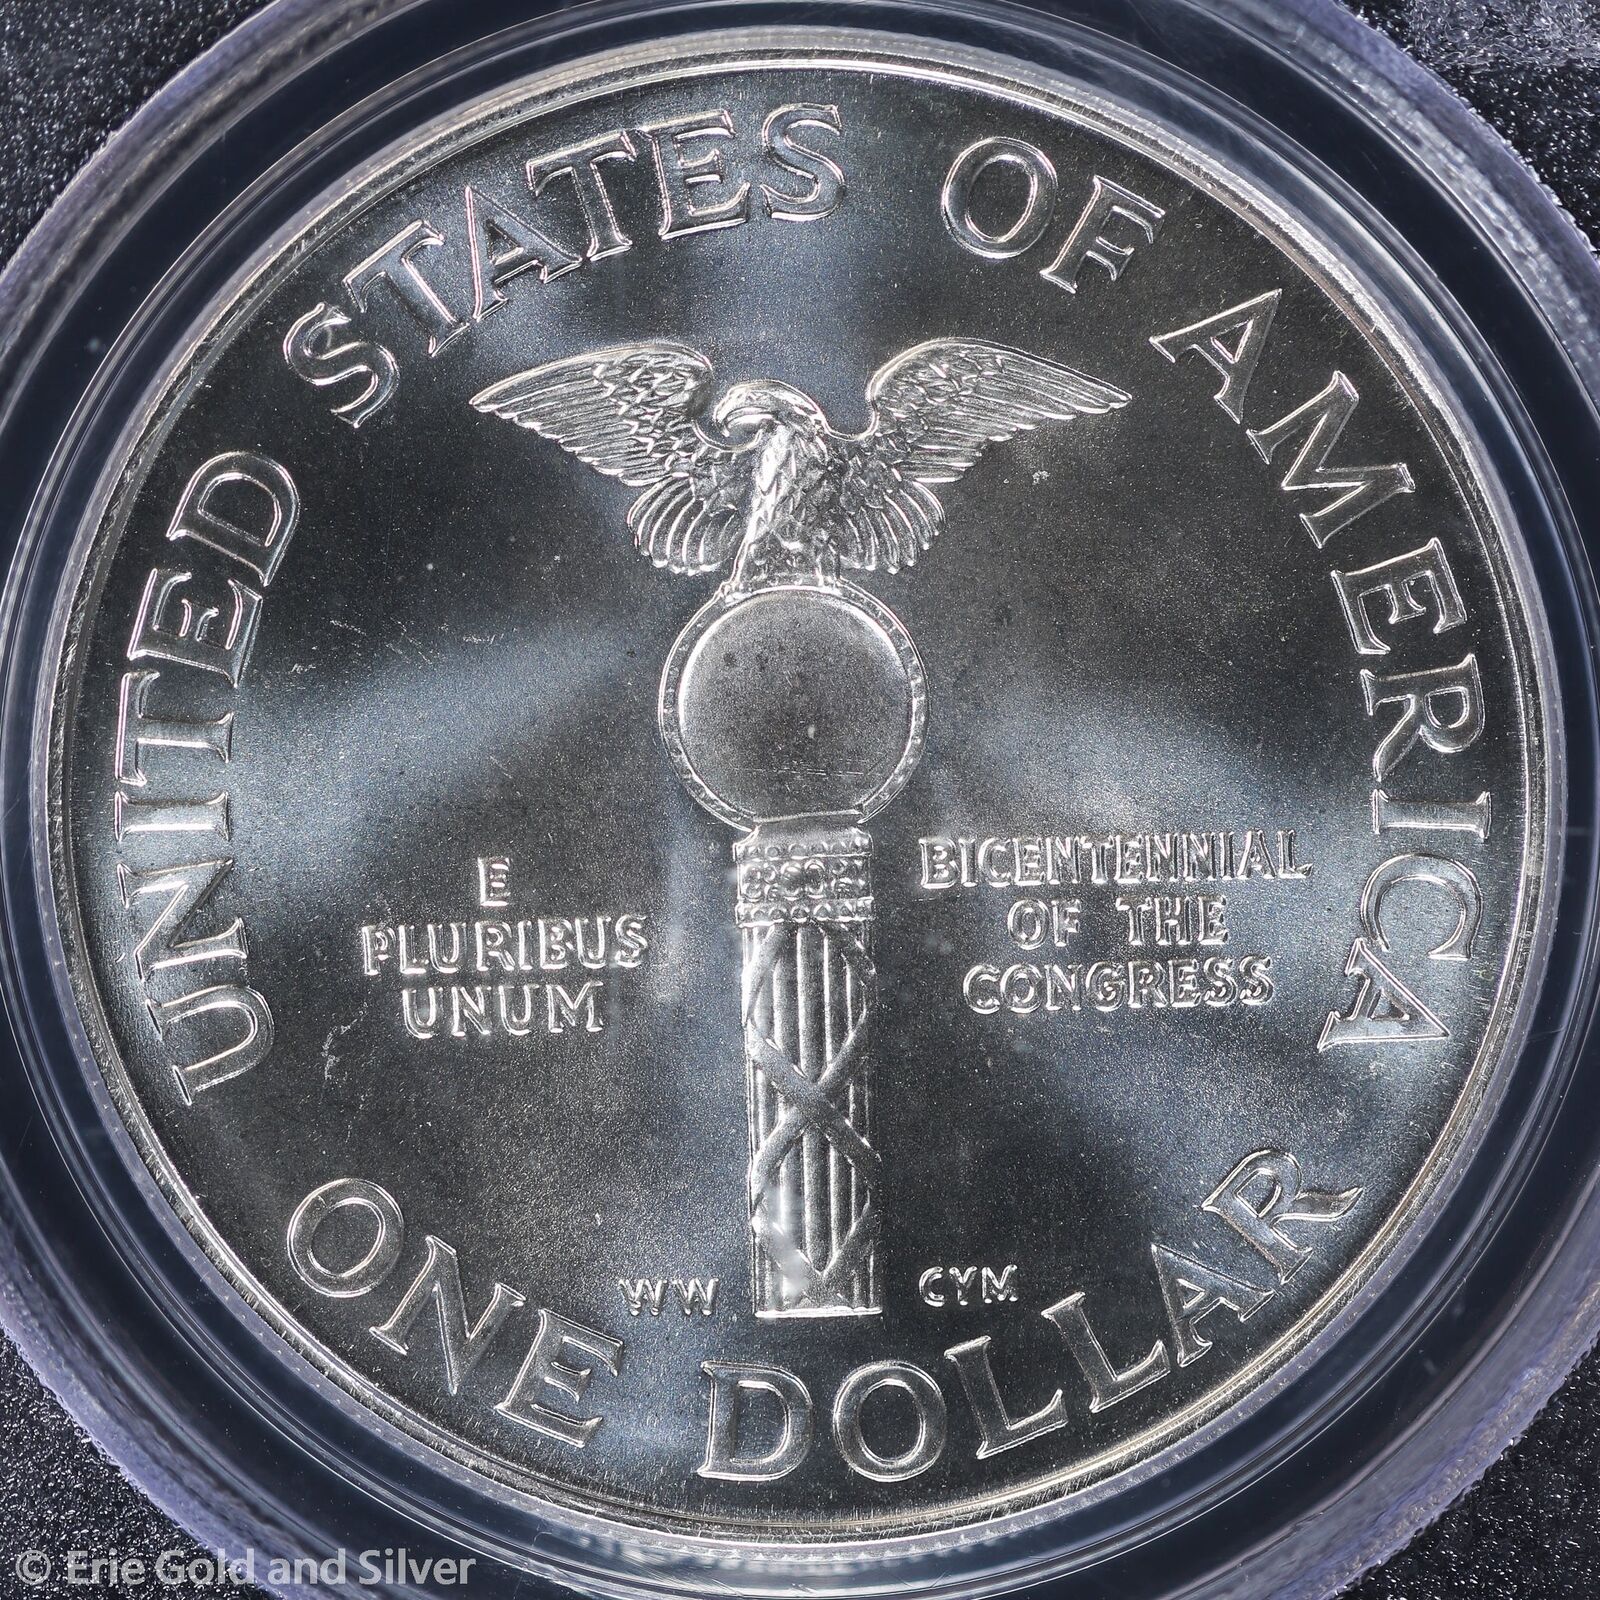 UNITED STATES OF AMERICA
E
PLURIBUS
UNUM
BICENTENNIAL
OF THE
CONGRESS
WW
CYM
ONE DOLLAR
© Erie Gold and Silver